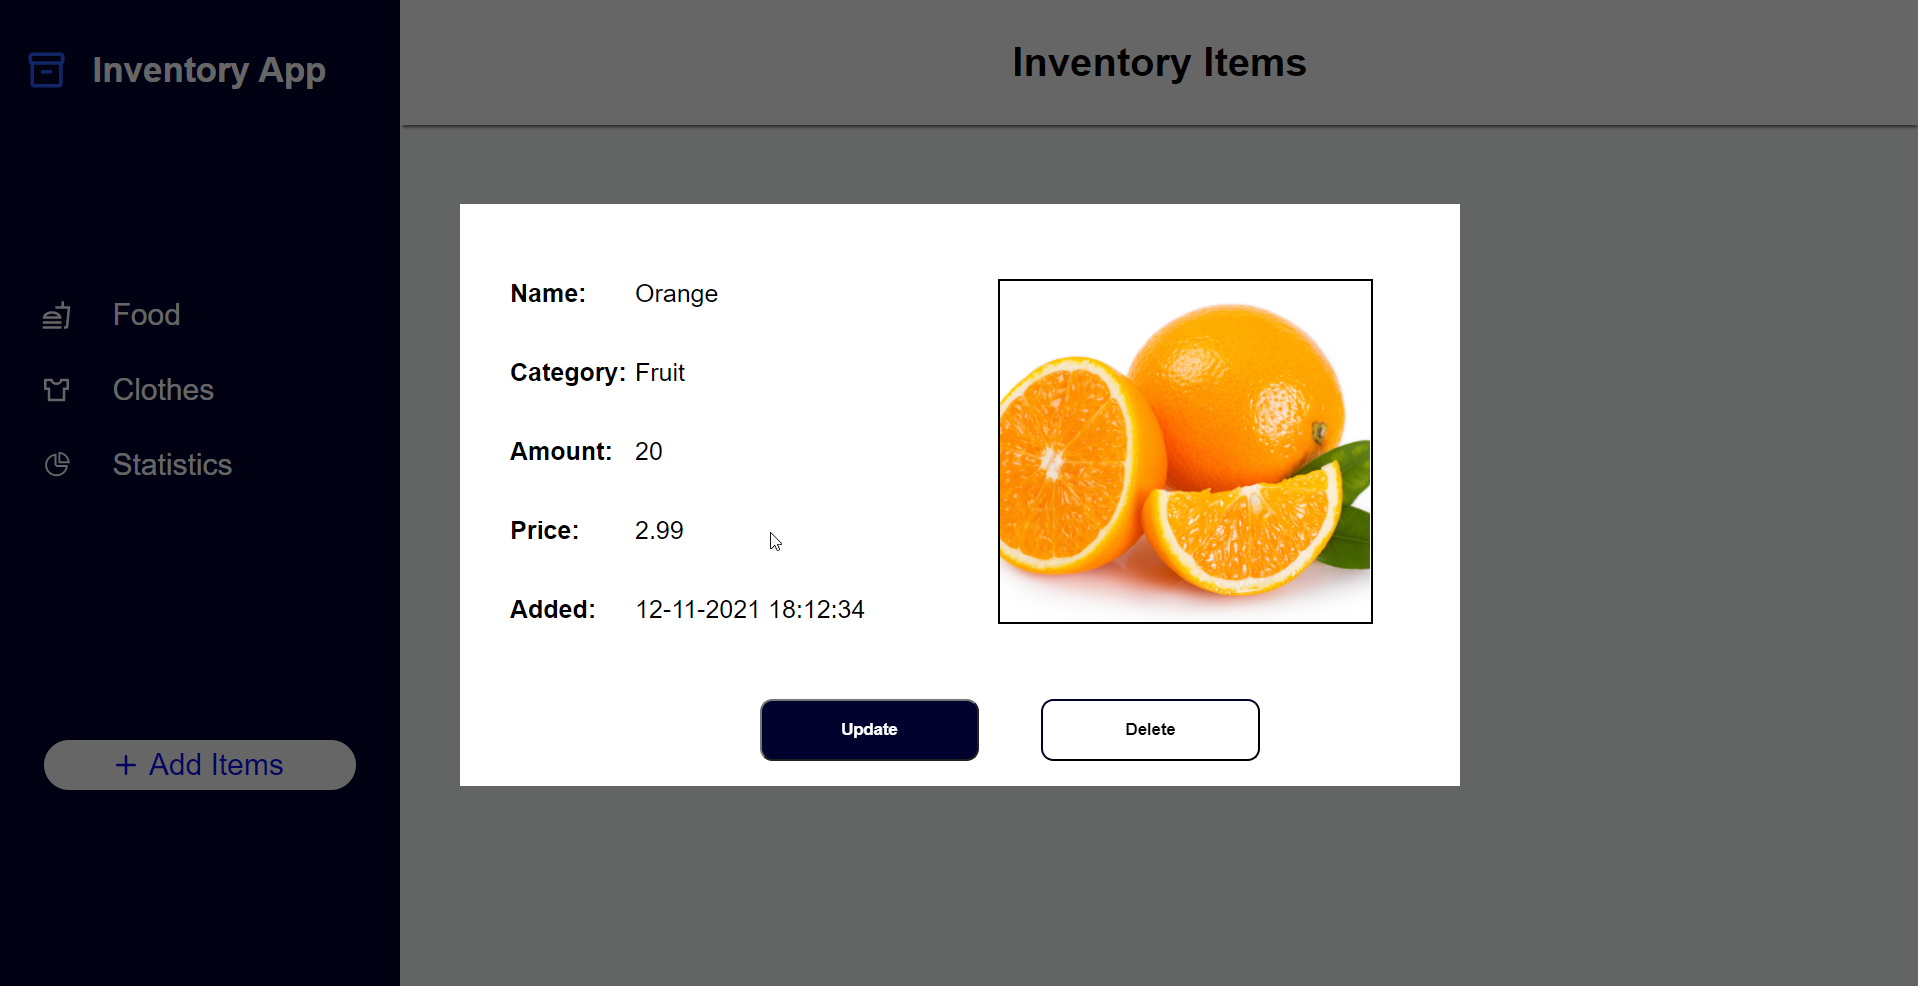 Inventory App
Inventory Items
Food
Clothes
Statistics
+ Add Items
Name: Orange
Category: Fruit
Amount: 20
Price: 2.99
Added: 12-11-2021 18:12:34
Update
Delete